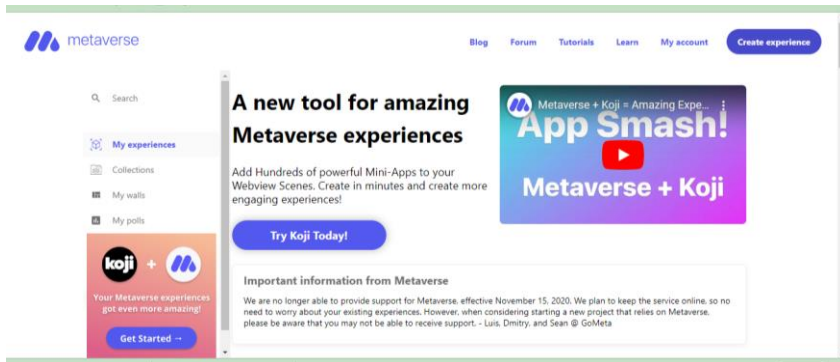 metaverse
Blog Forum Tutorials Learn My account Create experience
Search
My experiences
Collections
My walls
My polls
koji +
Your Metaverse experiences
got even more amazing!
Get Started →
A new tool for amazing
Metaverse experiences
Add Hundreds of powerful Mini-Apps to your
Webview Scenes. Create in minutes and create more
engaging experiences!
Try Koji Today!
Metaverse + Koji = Amazing Expe...
App Smash!
Metaverse + Koji
Important information from Metaverse
We are no longer able to provide support for Metaverse, effective November 15, 2020. We plan to keep the service online, so no
need to worry about your existing experiences. However, when considering starting a new project that relies on Metaverse,
please be aware that you may not be able to receive support. - Luis, Dmitry, and Sean @ GoMeta